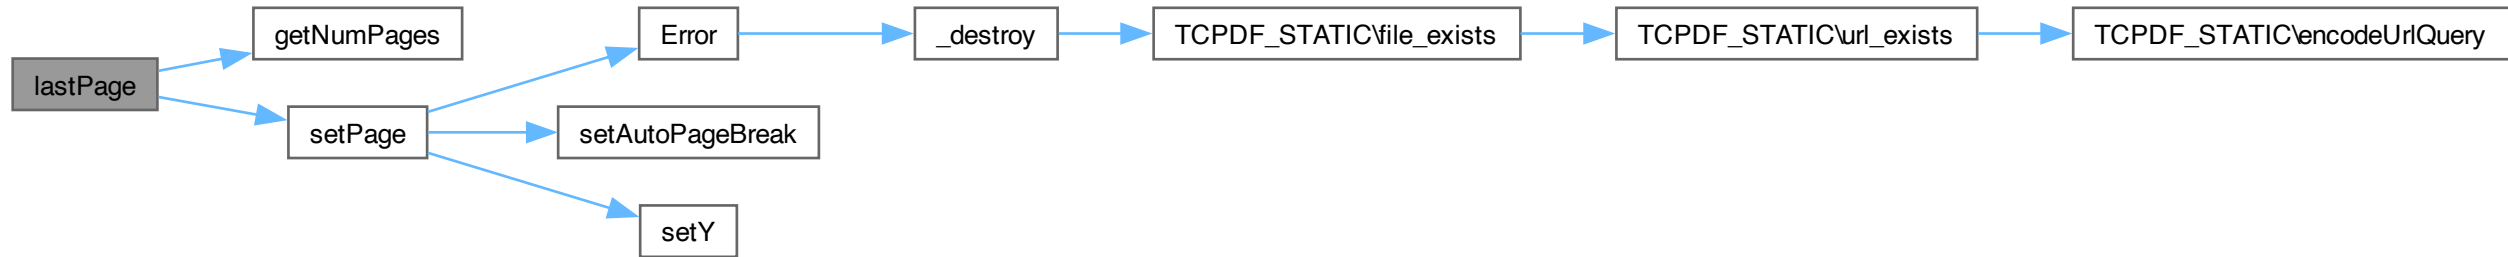 lastPage
getNumPages
setPage
Error
setAutoPageBreak
setY
_destroy
TCPDF_STATIC\file_exists
TCPDF_STATIC\url_exists
TCPDF_STATIC\encodeUrlQuery